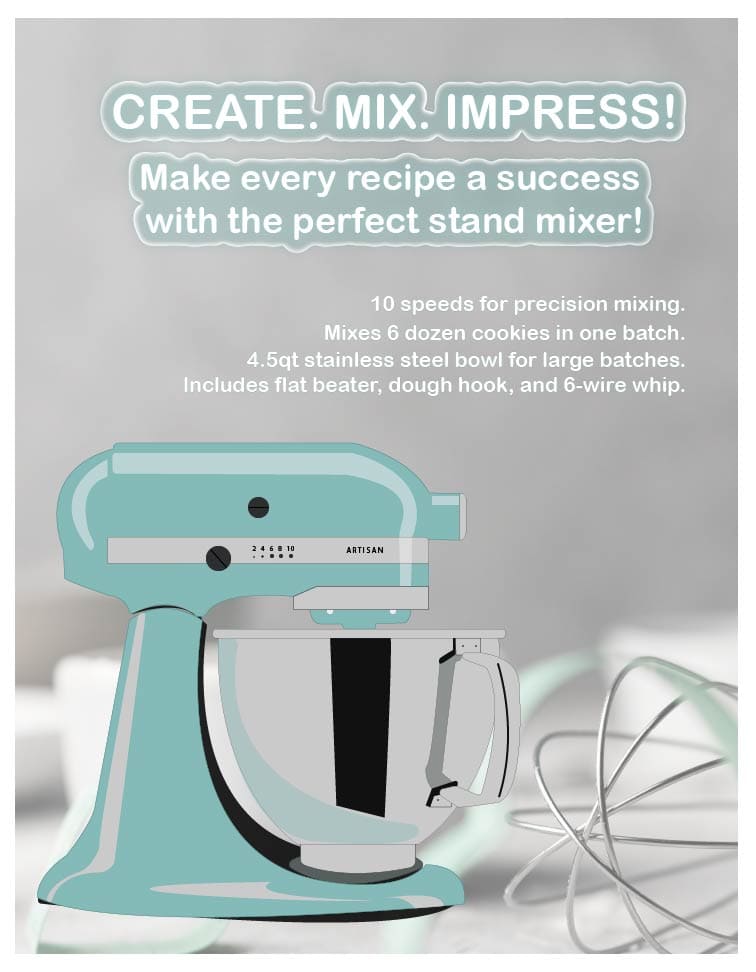 CREATE. MIX. IMPRESS!
Make every recipe a success
with the perfect stand mixer!
10 speeds for precision mixing.
Mixes 6 dozen cookies in one batch.
4.5qt stainless steel bowl for large batches.
Includes flat beater, dough hook, and 6-wire whip.
2 4 6 8 10 ARTISAN